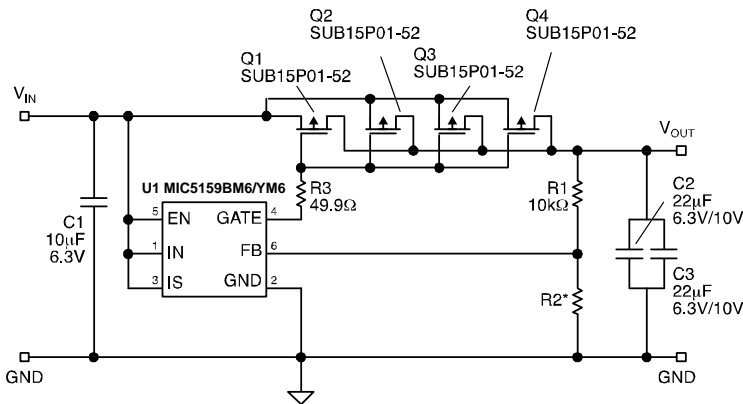 Q2
SUB15P01-52
Q4
SUB15P01-52
Q1
SUB15P01-52
Q3
SUB15P01-52
VIN
VOUT
U1 MIC5159BM6/YM6
R3
49.9Ω
R1
10kΩ
C2
22µF
6.3V/10V
C1
10µF
6.3V
5
EN
GATE
4
1
IN
FB
6
3
IS
GND
2
R2*
C3
22µF
6.3V/10V
GND
GND